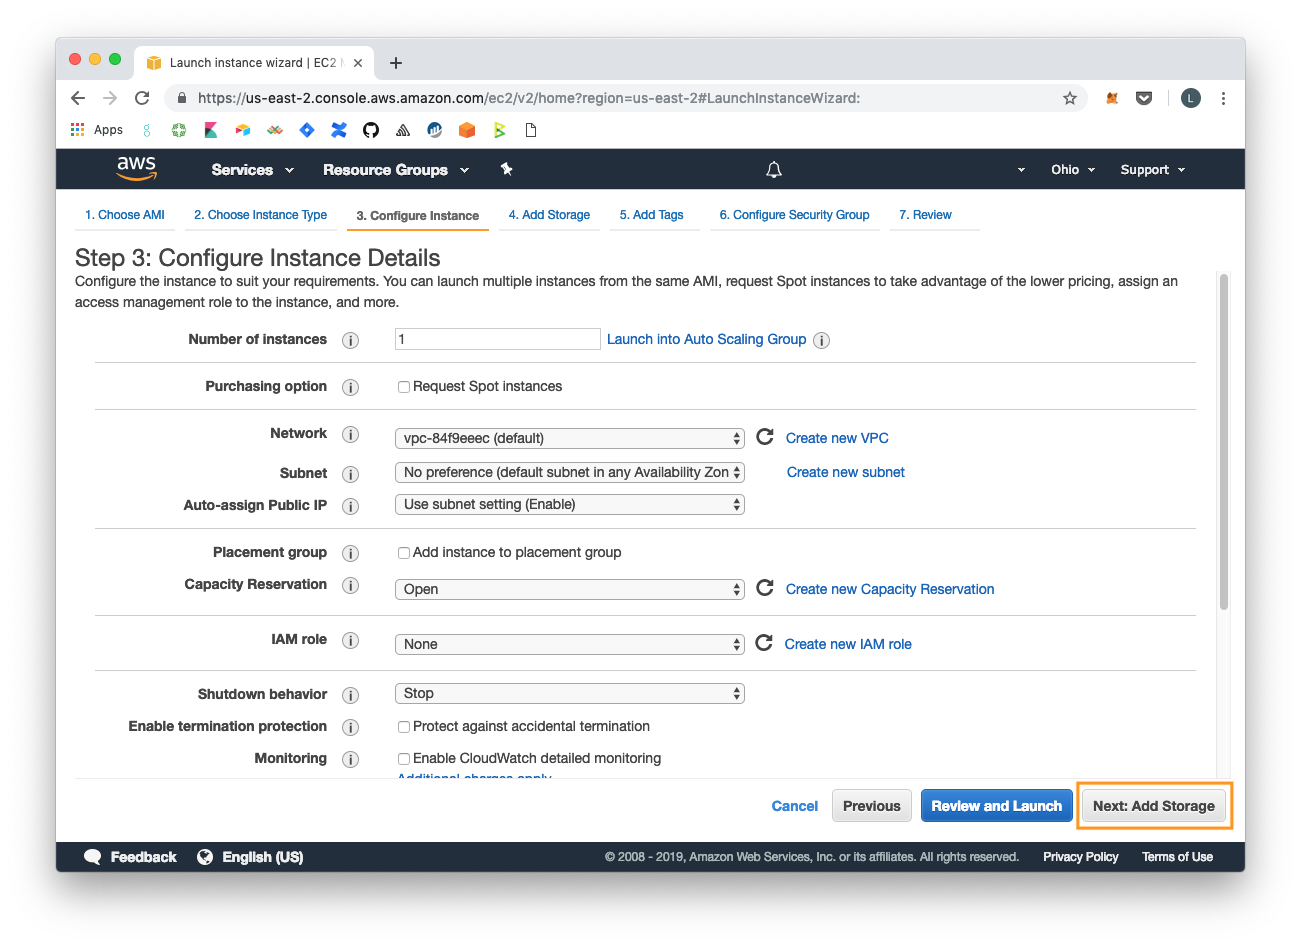 Launch instance wizard | EC2 M
https://us-east-2.console.aws.amazon.com/ec2/v2/home?region=us-east-2#LaunchInstanceWizard:
L
Apps
aws Services Resource Groups Ohio Support
1. Choose AMI 2. Choose Instance Type 3. Configure Instance 4. Add Storage 5. Add Tags 6. Configure Security Group 7. Review
Step 3: Configure Instance Details
Configure the instance to suit your requirements. You can launch multiple instances from the same AMI, request Spot instances to take advantage of the lower pricing, assign an
access management role to the instance, and more.
Number of instances i 1 Launch into Auto Scaling Group i
Purchasing option i Request Spot instances
Network i vpc-84f9eeec (default) Create new VPC
Subnet i No preference (default subnet in any Availability Zon Create new subnet
Auto-assign Public IP i Use subnet setting (Enable)
Placement group i Add instance to placement group
Capacity Reservation i Open Create new Capacity Reservation
IAM role i None Create new IAM role
Shutdown behavior i Stop
Enable termination protection i Protect against accidental termination
Monitoring i Enable CloudWatch detailed monitoring
Additional charges apply
Cancel Previous Review and Launch Next: Add Storage
Feedback English (US) © 2008 - 2019, Amazon Web Services, Inc. or its affiliates. All rights reserved. Privacy Policy Terms of Use